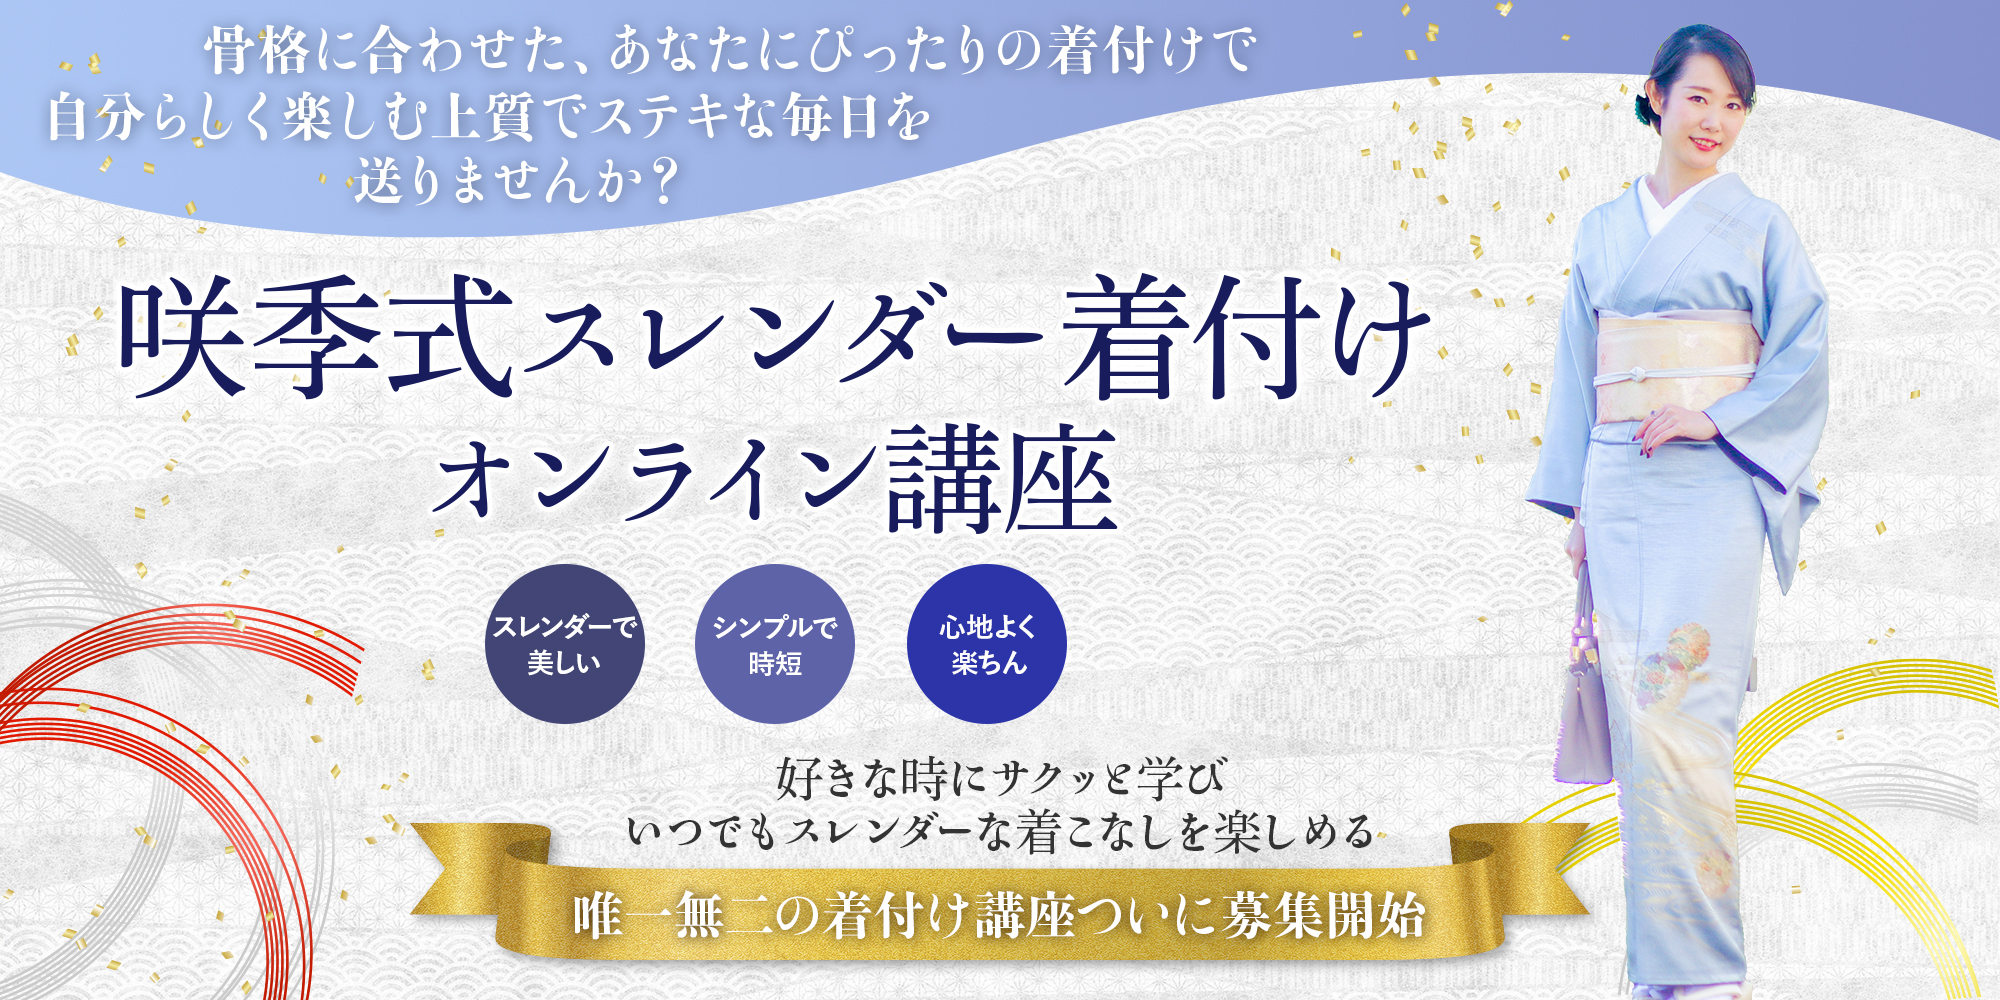 骨格に合わせた、あなたにぴったりの着付けで
自分らしく楽しむ上質でステキな毎日を
送りませんか？
咲季式スレンダー着付け
オンライン講座
スレンダーで
美しい
シンプルで
時短
心地よく
楽ちん
好きな時にサクッと学び
いつでもスレンダーな着こなしを楽しめる
唯一無二の着付け講座ついに募集開始